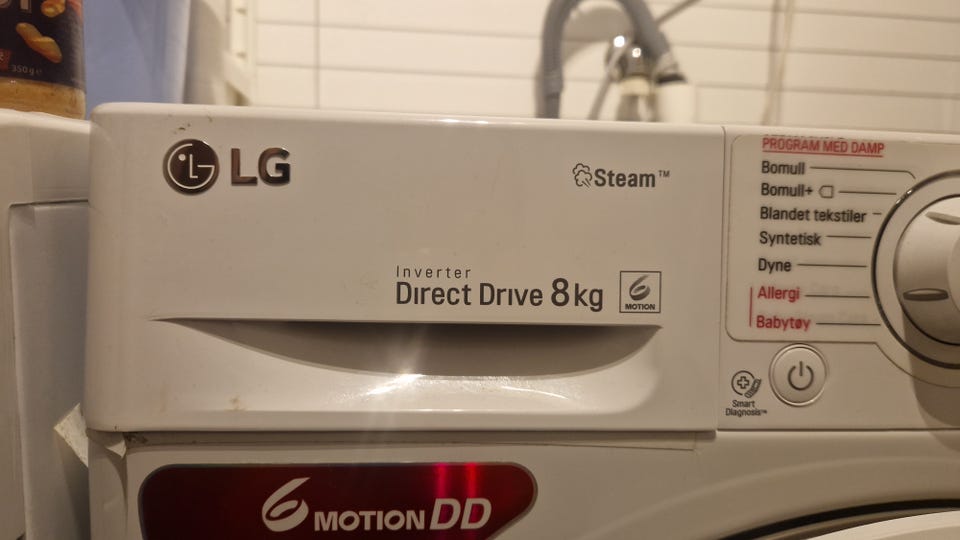 350g℮
LG
Steam™
Inverter
Direct Drive 8kg
6
MOTION
PROGRAM MED DAMP
Bomull
Bomull+
Blandet tekstiler
Syntetisk
Dyne
Allergi
Babytøy
Smart
Diagnosis™
6 MOTION DD